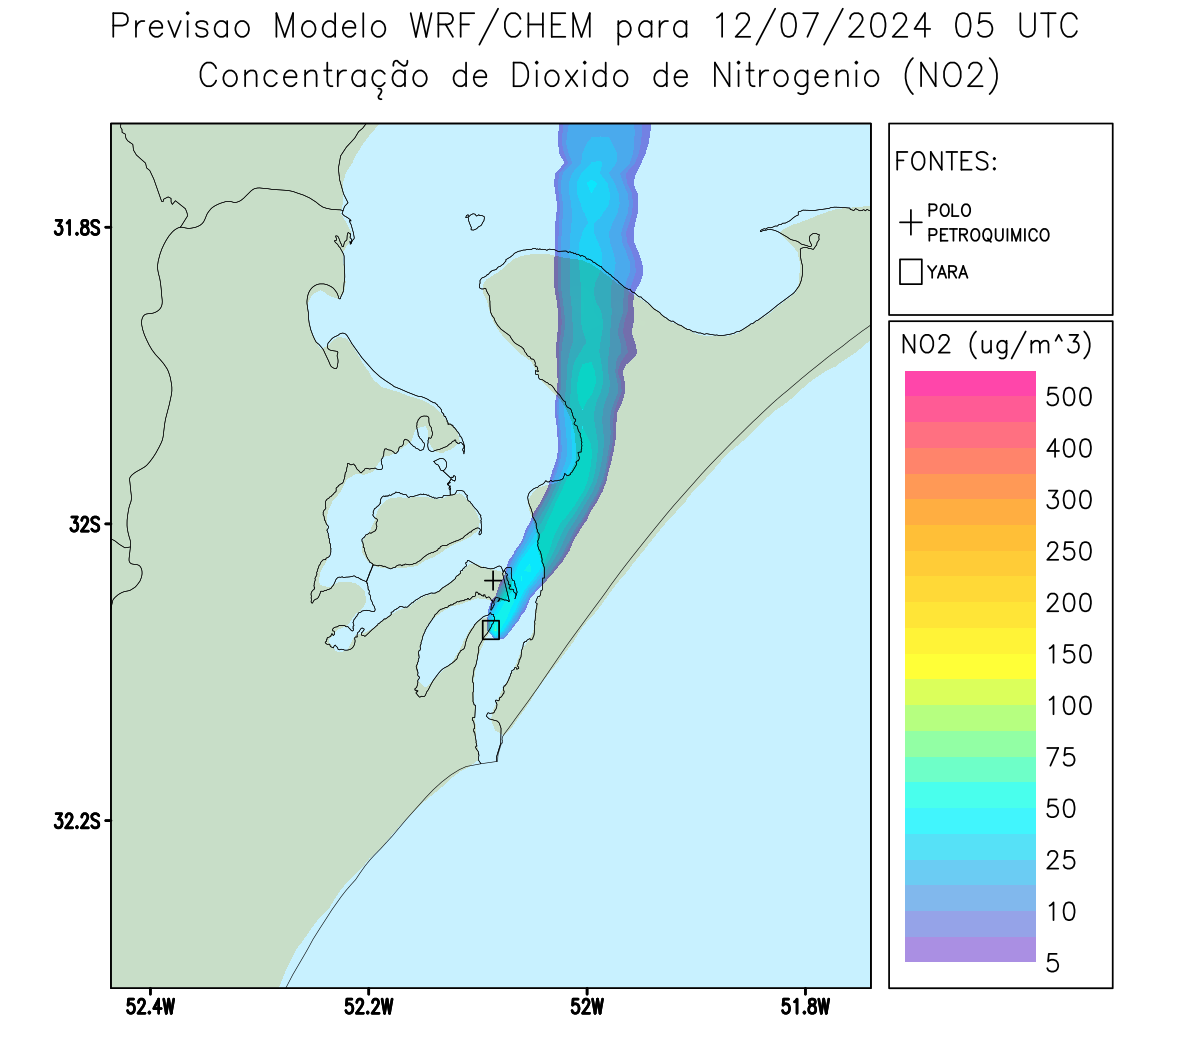 Previsao Modelo WRF/CHEM para 12/07/2024 05 UTC
Concentração de Dioxido de Nitrogenio (NO2)
FONTES:
POLO
PETROQUIMICO
YARA
31.8S
32S
32.2S
52.4W
52.2W
52W
51.8W
NO2 (ug/m^3)
500
400
300
250
200
150
100
75
50
25
10
5